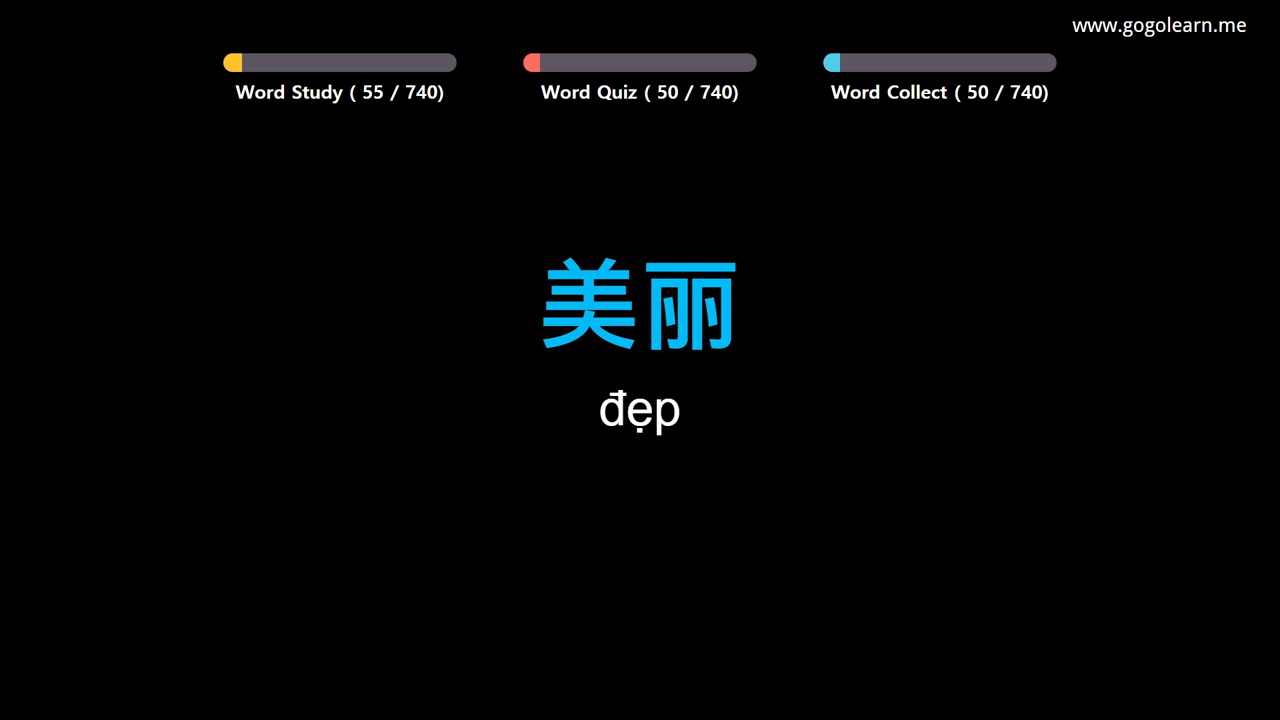 www.gogolearn.me
Word Study ( 55 / 740)
Word Quiz ( 50 / 740)
Word Collect ( 50 / 740)
美丽
đẹp